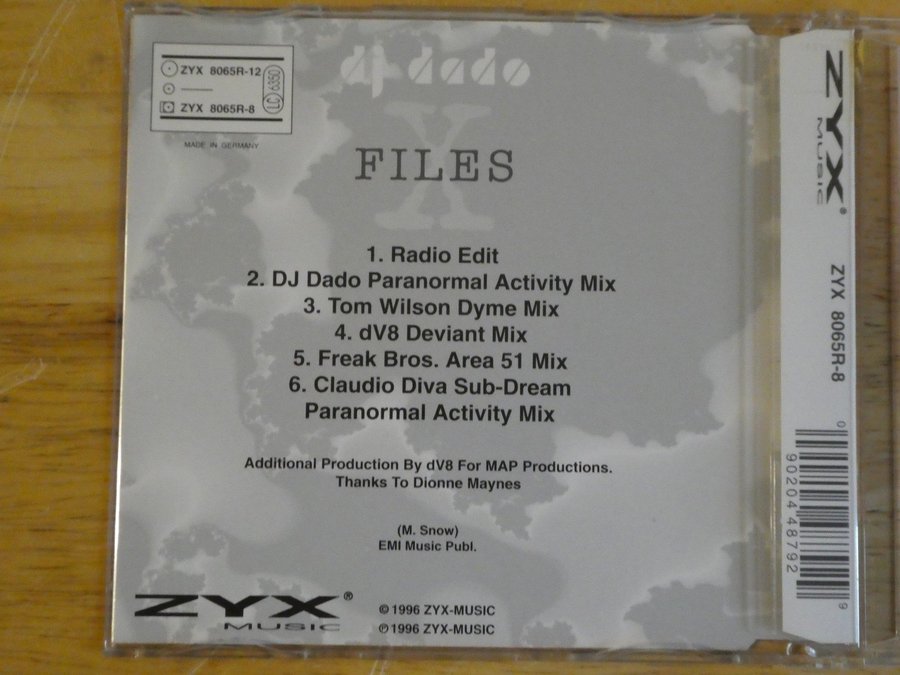 ZYX 8065R-12
ZYX 8065R-8
LC 6350
MADE IN GERMANY
dj dado
X
FILES
1. Radio Edit
2. DJ Dado Paranormal Activity Mix
3. Tom Wilson Dyme Mix
4. dV8 Deviant Mix
5. Freak Bros. Area 51 Mix
6. Claudio Diva Sub-Dream
Paranormal Activity Mix
Additional Production By dV8 For MAP Productions.
Thanks To Dionne Maynes
(M. Snow)
EMI Music Publ.
ZYX®
MUSIC
© 1996 ZYX-MUSIC
℗ 1996 ZYX-MUSIC
ZYX®
MUSIC
ZYX 8065R-8
0 90204 48792 9